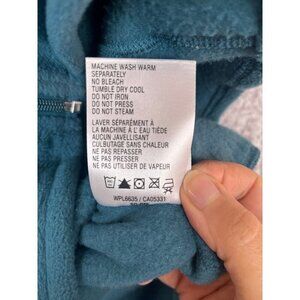 MACHINE WASH WARM
SEPARATELY
NO BLEACH
TUMBLE DRY COOL
DO NOT IRON
DO NOT PRESS
DO NOT STEAM
LAVER SÉPARÉMENT À
LA MACHINE À L'EAU TIÈDE
AUCUN JAVELLISANT
CULBUTAGE SANS CHALEUR
NE PAS REPASSER
NE PAS PRESSER
NE PAS UTILISER DE VAPEUR
WPL6635 / CA05331